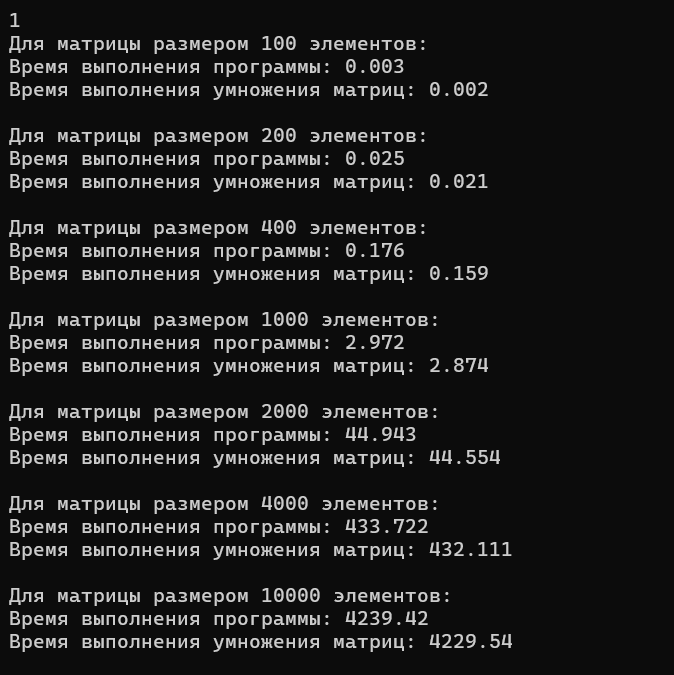 1
Для матрицы размером 100 элементов:
Время выполнения программы: 0.003
Время выполнения умножения матриц: 0.002
Для матрицы размером 200 элементов:
Время выполнения программы: 0.025
Время выполнения умножения матриц: 0.021
Для матрицы размером 400 элементов:
Время выполнения программы: 0.176
Время выполнения умножения матриц: 0.159
Для матрицы размером 1000 элементов:
Время выполнения программы: 2.972
Время выполнения умножения матриц: 2.874
Для матрицы размером 2000 элементов:
Время выполнения программы: 44.943
Время выполнения умножения матриц: 44.554
Для матрицы размером 4000 элементов:
Время выполнения программы: 433.722
Время выполнения умножения матриц: 432.111
Для матрицы размером 10000 элементов:
Время выполнения программы: 4239.42
Время выполнения умножения матриц: 4229.54